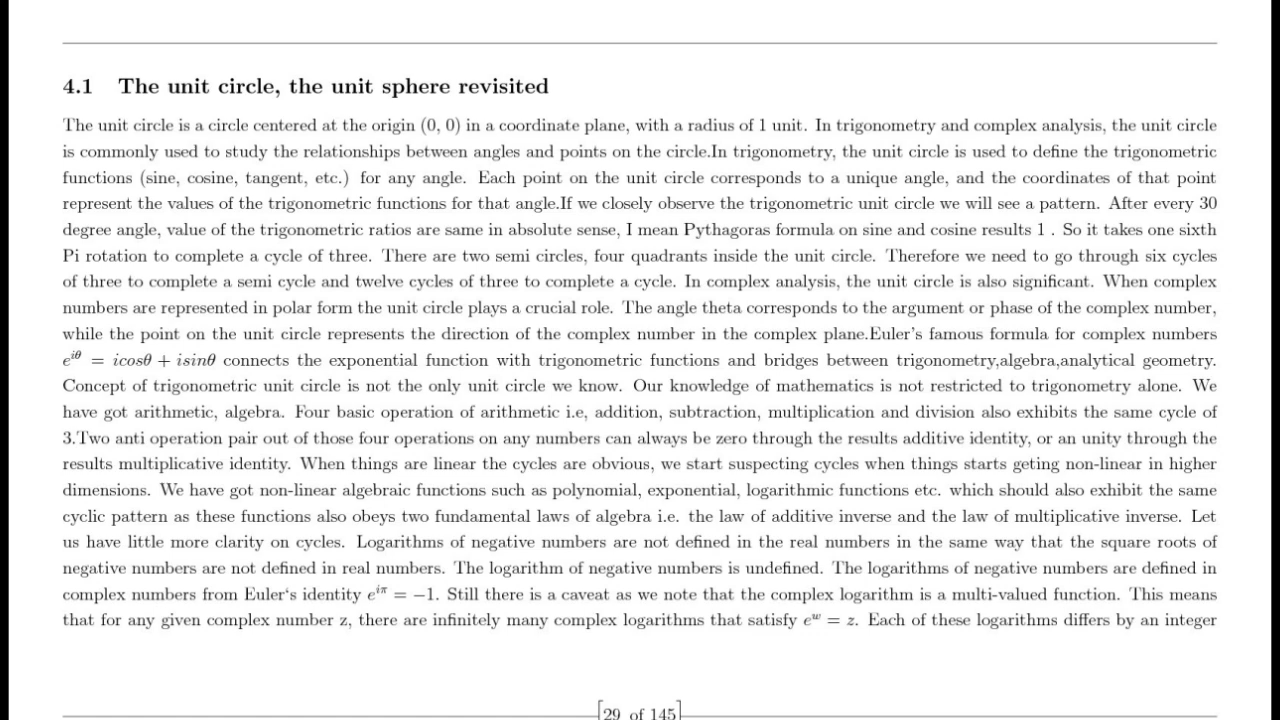 4.1 The unit circle, the unit sphere revisited
The unit circle is a circle centered at the origin (0, 0) in a coordinate plane, with a radius of 1 unit. In trigonometry and complex analysis, the unit circle
is commonly used to study the relationships between angles and points on the circle.In trigonometry, the unit circle is used to define the trigonometric
functions (sine, cosine, tangent, etc.) for any angle. Each point on the unit circle corresponds to a unique angle, and the coordinates of that point
represent the values of the trigonometric functions for that angle.If we closely observe the trigonometric unit circle we will see a pattern. After every 30
degree angle, value of the trigonometric ratios are same in absolute sense, I mean Pythagoras formula on sine and cosine results 1 . So it takes one sixth
Pi rotation to complete a cycle of three. There are two semi circles, four quadrants inside the unit circle. Therefore we need to go through six cycles
of three to complete a semi cycle and twelve cycles of three to complete a cycle. In complex analysis, the unit circle is also significant. When complex
numbers are represented in polar form the unit circle plays a crucial role. The angle theta corresponds to the argument or phase of the complex number,
while the point on the unit circle represents the direction of the complex number in the complex plane.Euler's famous formula for complex numbers
e^{iθ} = icosθ + isinθ connects the exponential function with trigonometric functions and bridges between trigonometry,algebra,analytical geometry.
Concept of trigonometric unit circle is not the only unit circle we know. Our knowledge of mathematics is not restricted to trigonometry alone. We
have got arithmetic, algebra. Four basic operation of arithmetic i.e, addition, subtraction, multiplication and division also exhibits the same cycle of
3.Two anti operation pair out of those four operations on any numbers can always be zero through the results additive identity, or an unity through the
results multiplicative identity. When things are linear the cycles are obvious, we start suspecting cycles when things starts geting non-linear in higher
dimensions. We have got non-linear algebraic functions such as polynomial, exponential, logarithmic functions etc. which should also exhibit the same
cyclic pattern as these functions also obeys two fundamental laws of algebra i.e. the law of additive inverse and the law of multiplicative inverse. Let
us have little more clarity on cycles. Logarithms of negative numbers are not defined in the real numbers in the same way that the square roots of
negative numbers are not defined in real numbers. The logarithm of negative numbers is undefined. The logarithms of negative numbers are defined in
complex numbers from Euler‘s identity e^{iπ} = −1. Still there is a caveat as we note that the complex logarithm is a multi-valued function. This means
that for any given complex number z, there are infinitely many complex logarithms that satisfy e^w = z. Each of these logarithms differs by an integer
[29 of 145]